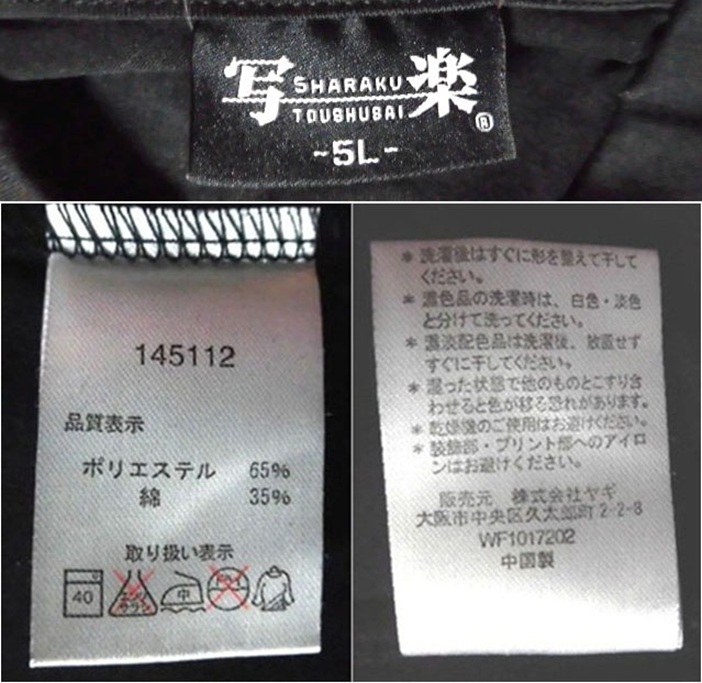 写楽
SHARAKU
TOUSHUSAI
®
-5L-
145112
品質表示
ポリエステル 65%
綿 35%
取り扱い表示
40
エンソ
サラシ
中
* 洗濯後はすぐに形を整えて干して
ください。
* 濃色品の洗濯時は、白色・淡色
と分けて洗ってください。
* 濃淡配色品は洗濯後、放置せず
すぐに干してください。
* 湿った状態で他のものとこすり合
わせると色が移る恐れがあります。
* 乾燥機のご使用はお避けください。
* 装飾部・プリント部へのアイロ
ンはお避けください。
販売元 株式会社ヤギ
大阪市中央区久太郎町2-2-8
WF1017202
中国製